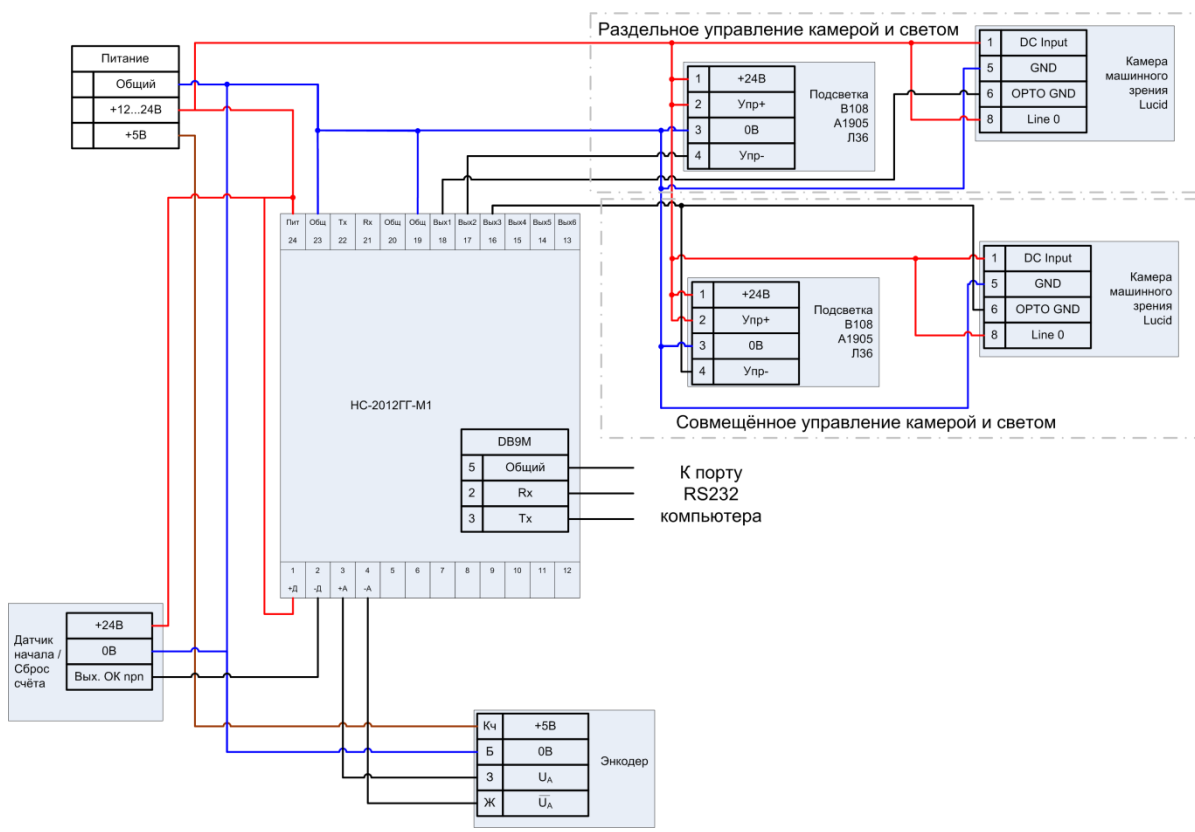 Раздельное управление камерой и светом
Питание
Общий
+12...24В
+5В
1 +24В
2 Упр+
3 0В
4 Упр-
Подсветка
В108
А1905
Л36
1 DC Input
5 GND
6 OPTO GND
8 Line 0
Камера
машинного
зрения
Lucid
Пит Общ Tx Rx Общ Общ Вых1 Вых2 Вых3 Вых4 Вых5 Вых6
24 23 22 21 20 19 18 17 16 15 14 13
1 +24В
2 Упр+
3 0В
4 Упр-
Подсветка
В108
А1905
Л36
1 DC Input
5 GND
6 OPTO GND
8 Line 0
Камера
машинного
зрения
Lucid
Совмещённое управление камерой и светом
НС-2012ГГ-М1
DB9M
5 Общий
2 Rx
3 Tx
К порту
RS232
компьютера
1 2 3 4 5 6 7 8 9 10 11 12
+Д -Д +А -А
Датчик
начала /
Сброс
счёта
+24В
0В
Вых. ОК npn
Кч +5В
Б 0В
З U_A
Ж U̅_A
Энкодер